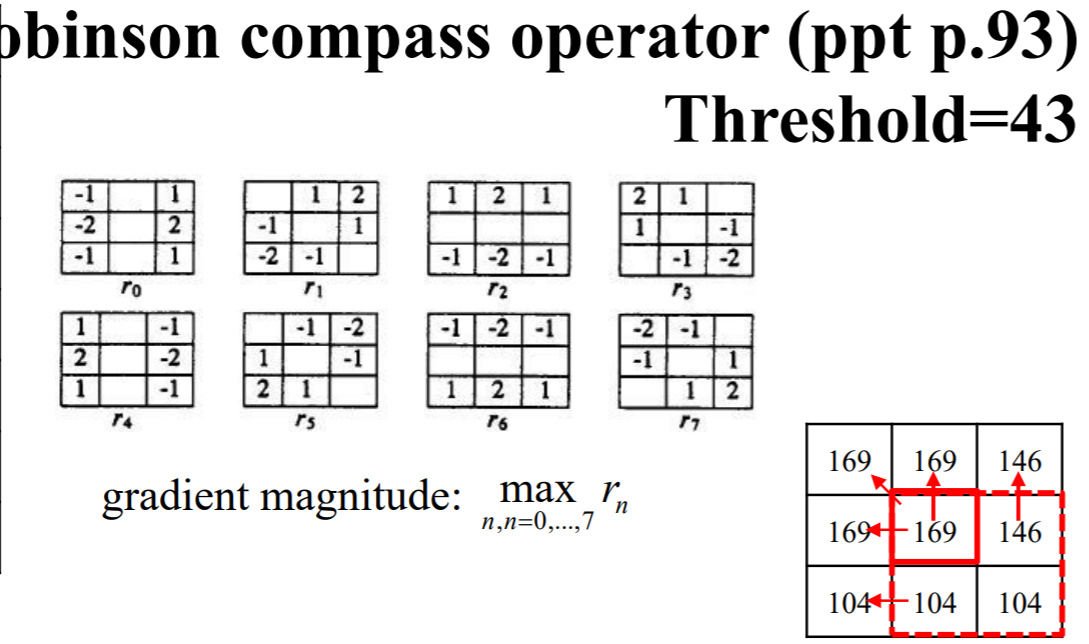 obinson compass operator (ppt p.93)
Threshold=43
-1 1 1 2 1 2 1 2 1
-2 2 -1 1 1 -1
-1 1 -2 -1 -1 -2 -1 -1 -2
r0 r1 r2 r3
1 -1 -1 -2 -1 -2 -1 -2 -1
2 -2 1 -1 -1 1
1 -1 2 1 1 2 1 1 2
r4 r5 r6 r7
gradient magnitude: max rn
n,n=0,...,7
169 169 146
169 169 146
104 104 104